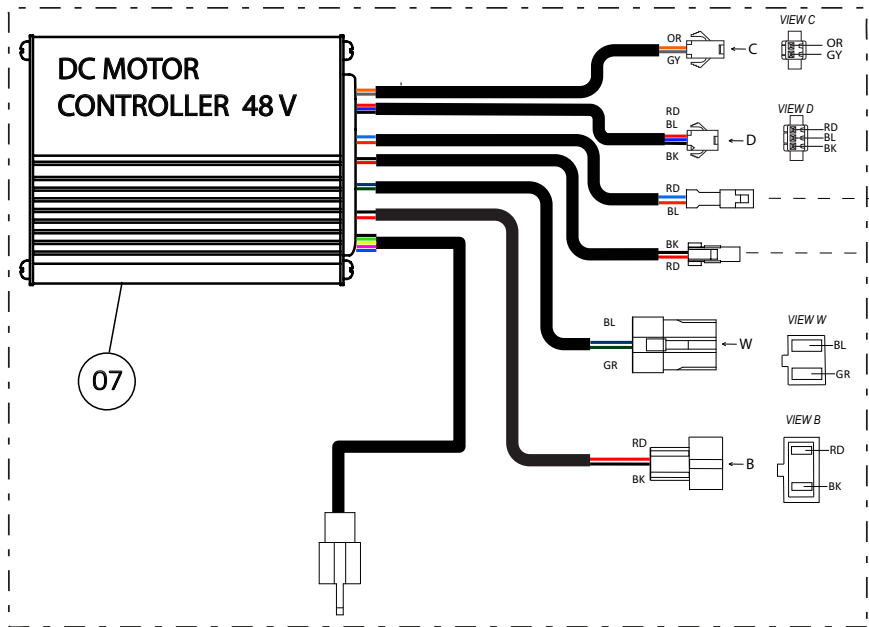 DC MOTOR
CONTROLLER 48 V
07
OR
GY
C
VIEW C
OR
GY
RD
BL
BK
D
VIEW D
RD
BL
BK
RD
BL
BK
RD
BL
GR
W
VIEW W
BL
GR
RD
BK
B
VIEW B
RD
BK